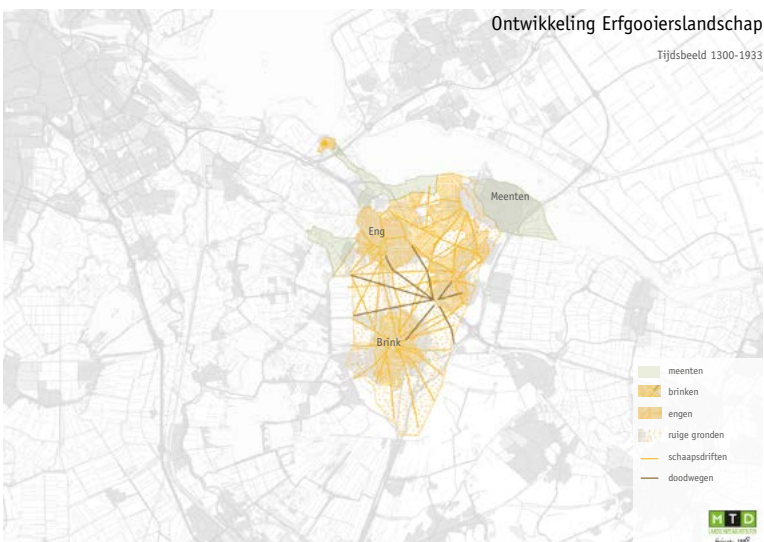 Ontwikkeling Erfgooierslandschap
Tijdsbeeld 1300-1933
Meenten
Eng
Brink
meenten
brinken
engen
ruige gronden
schaapsdriften
doodwegen
MTD